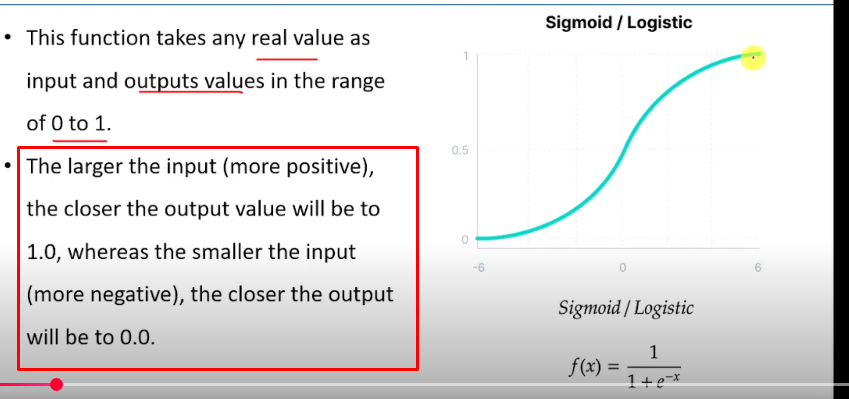 • This function takes any real value as
input and outputs values in the range
of 0 to 1.
• The larger the input (more positive),
the closer the output value will be to
1.0, whereas the smaller the input
(more negative), the closer the output
will be to 0.0.
Sigmoid / Logistic
1
0.5
0
-6 0 6
Sigmoid / Logistic
f(x) = 1 / 1 + e^-x